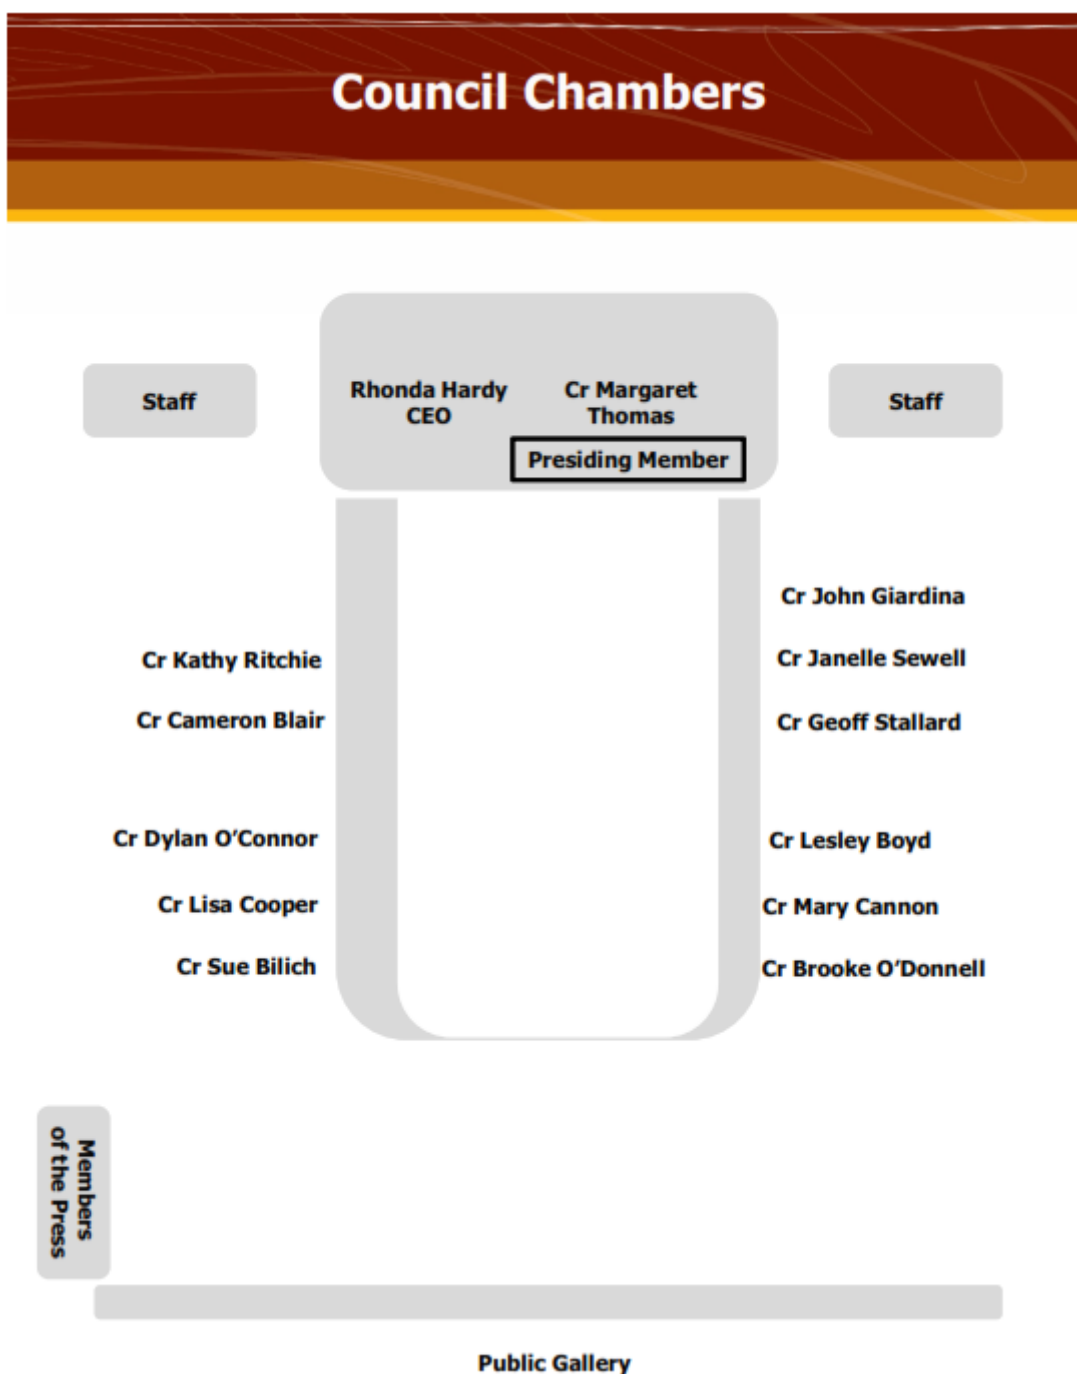 Council Chambers
Staff
Rhonda Hardy
CEO
Cr Margaret
Thomas
Presiding Member
Staff
Cr Kathy Ritchie
Cr Cameron Blair
Cr Dylan O’Connor
Cr Lisa Cooper
Cr Sue Bilich
Cr John Giardina
Cr Janelle Sewell
Cr Geoff Stallard
Cr Lesley Boyd
Cr Mary Cannon
Cr Brooke O’Donnell
Members
of the Press
Public Gallery